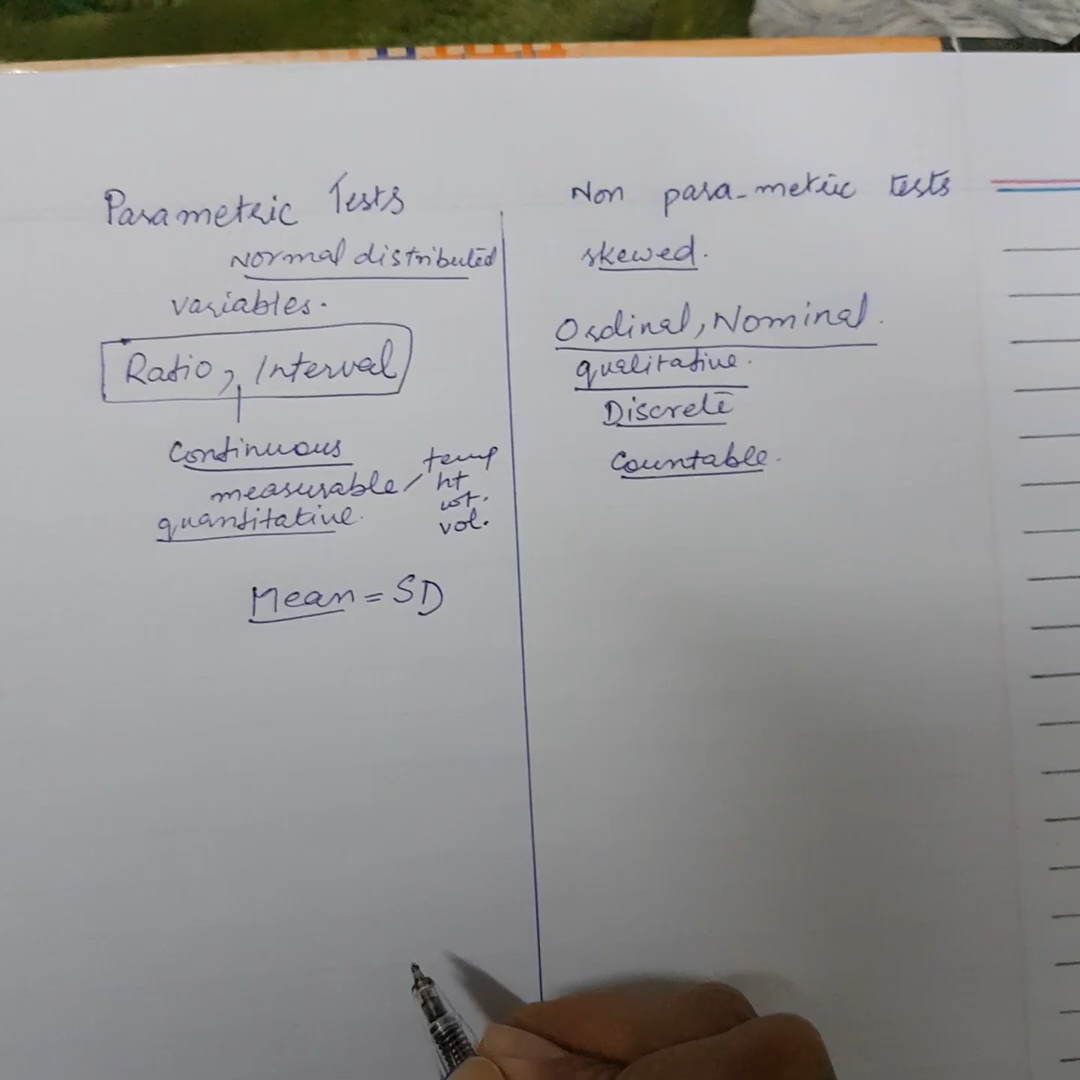 Parametric Tests
Normal distributed
variables.
Ratio, Interval
Continuous
measurable
temp
ht
wt.
vol.
quantitative.
Mean = SD
Non para-metric tests
skewed.
Ordinal, Nominal.
qualitative.
Discrete
Countable.